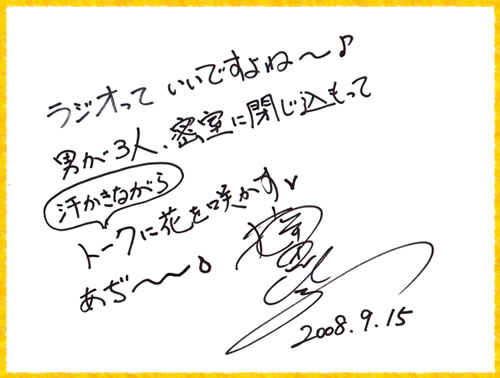 ラジオって いいですよね〜♪
男が3人、密室に閉じ込もって
汗かきながら
トークに花を咲かす♥
あぢ〜〜♪
2008.9.15